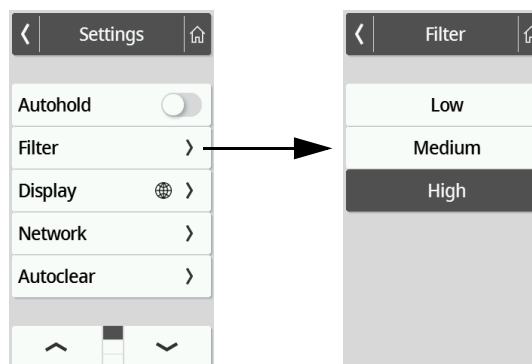 Settings
Autohold
Filter
Display
Network
Autoclear
Filter
Low
Medium
High